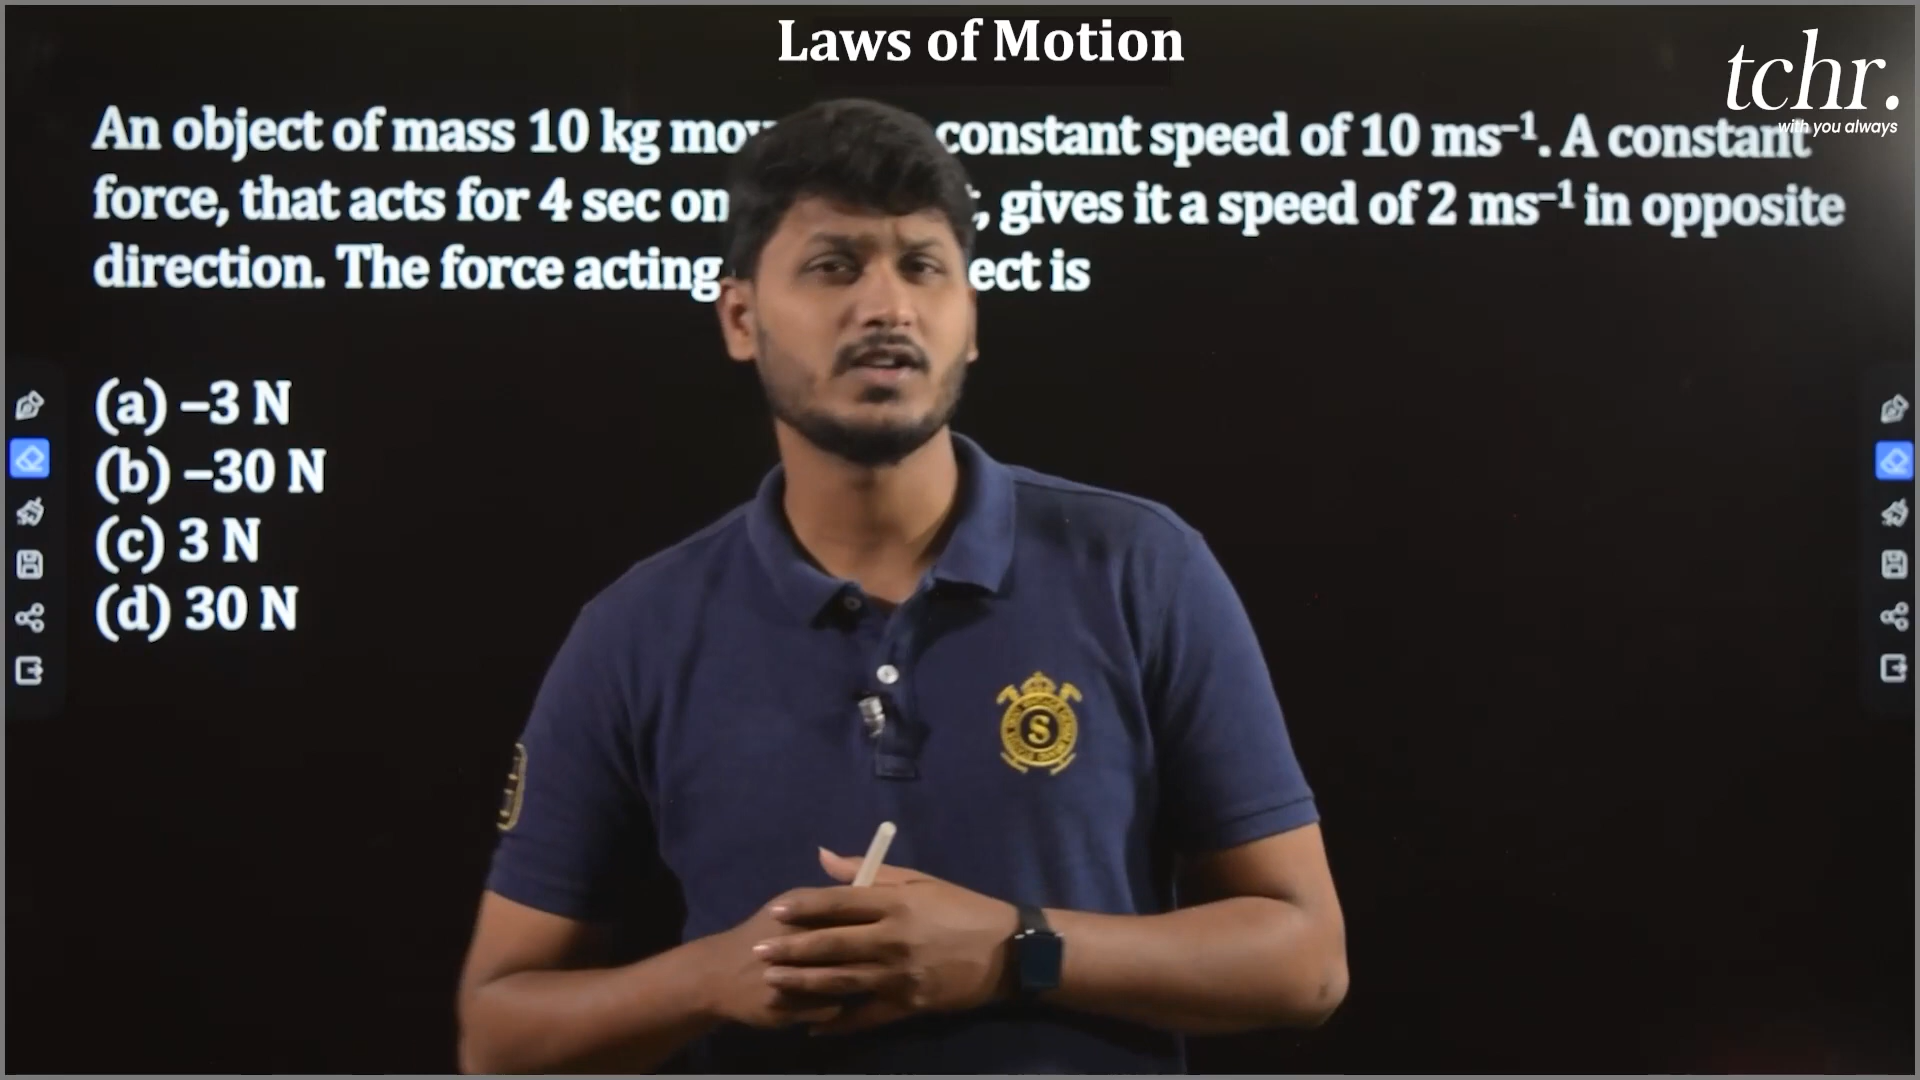 Laws of Motion
tchr.
with you always
An object of mass 10 kg constant speed of 10 ms⁻¹. A constant
force, that acts for 4 sec on gives it a speed of 2 ms⁻¹ in opposite
direction. The force acting is
(a) –3 N
(b) –30 N
(c) 3 N
(d) 30 N
S